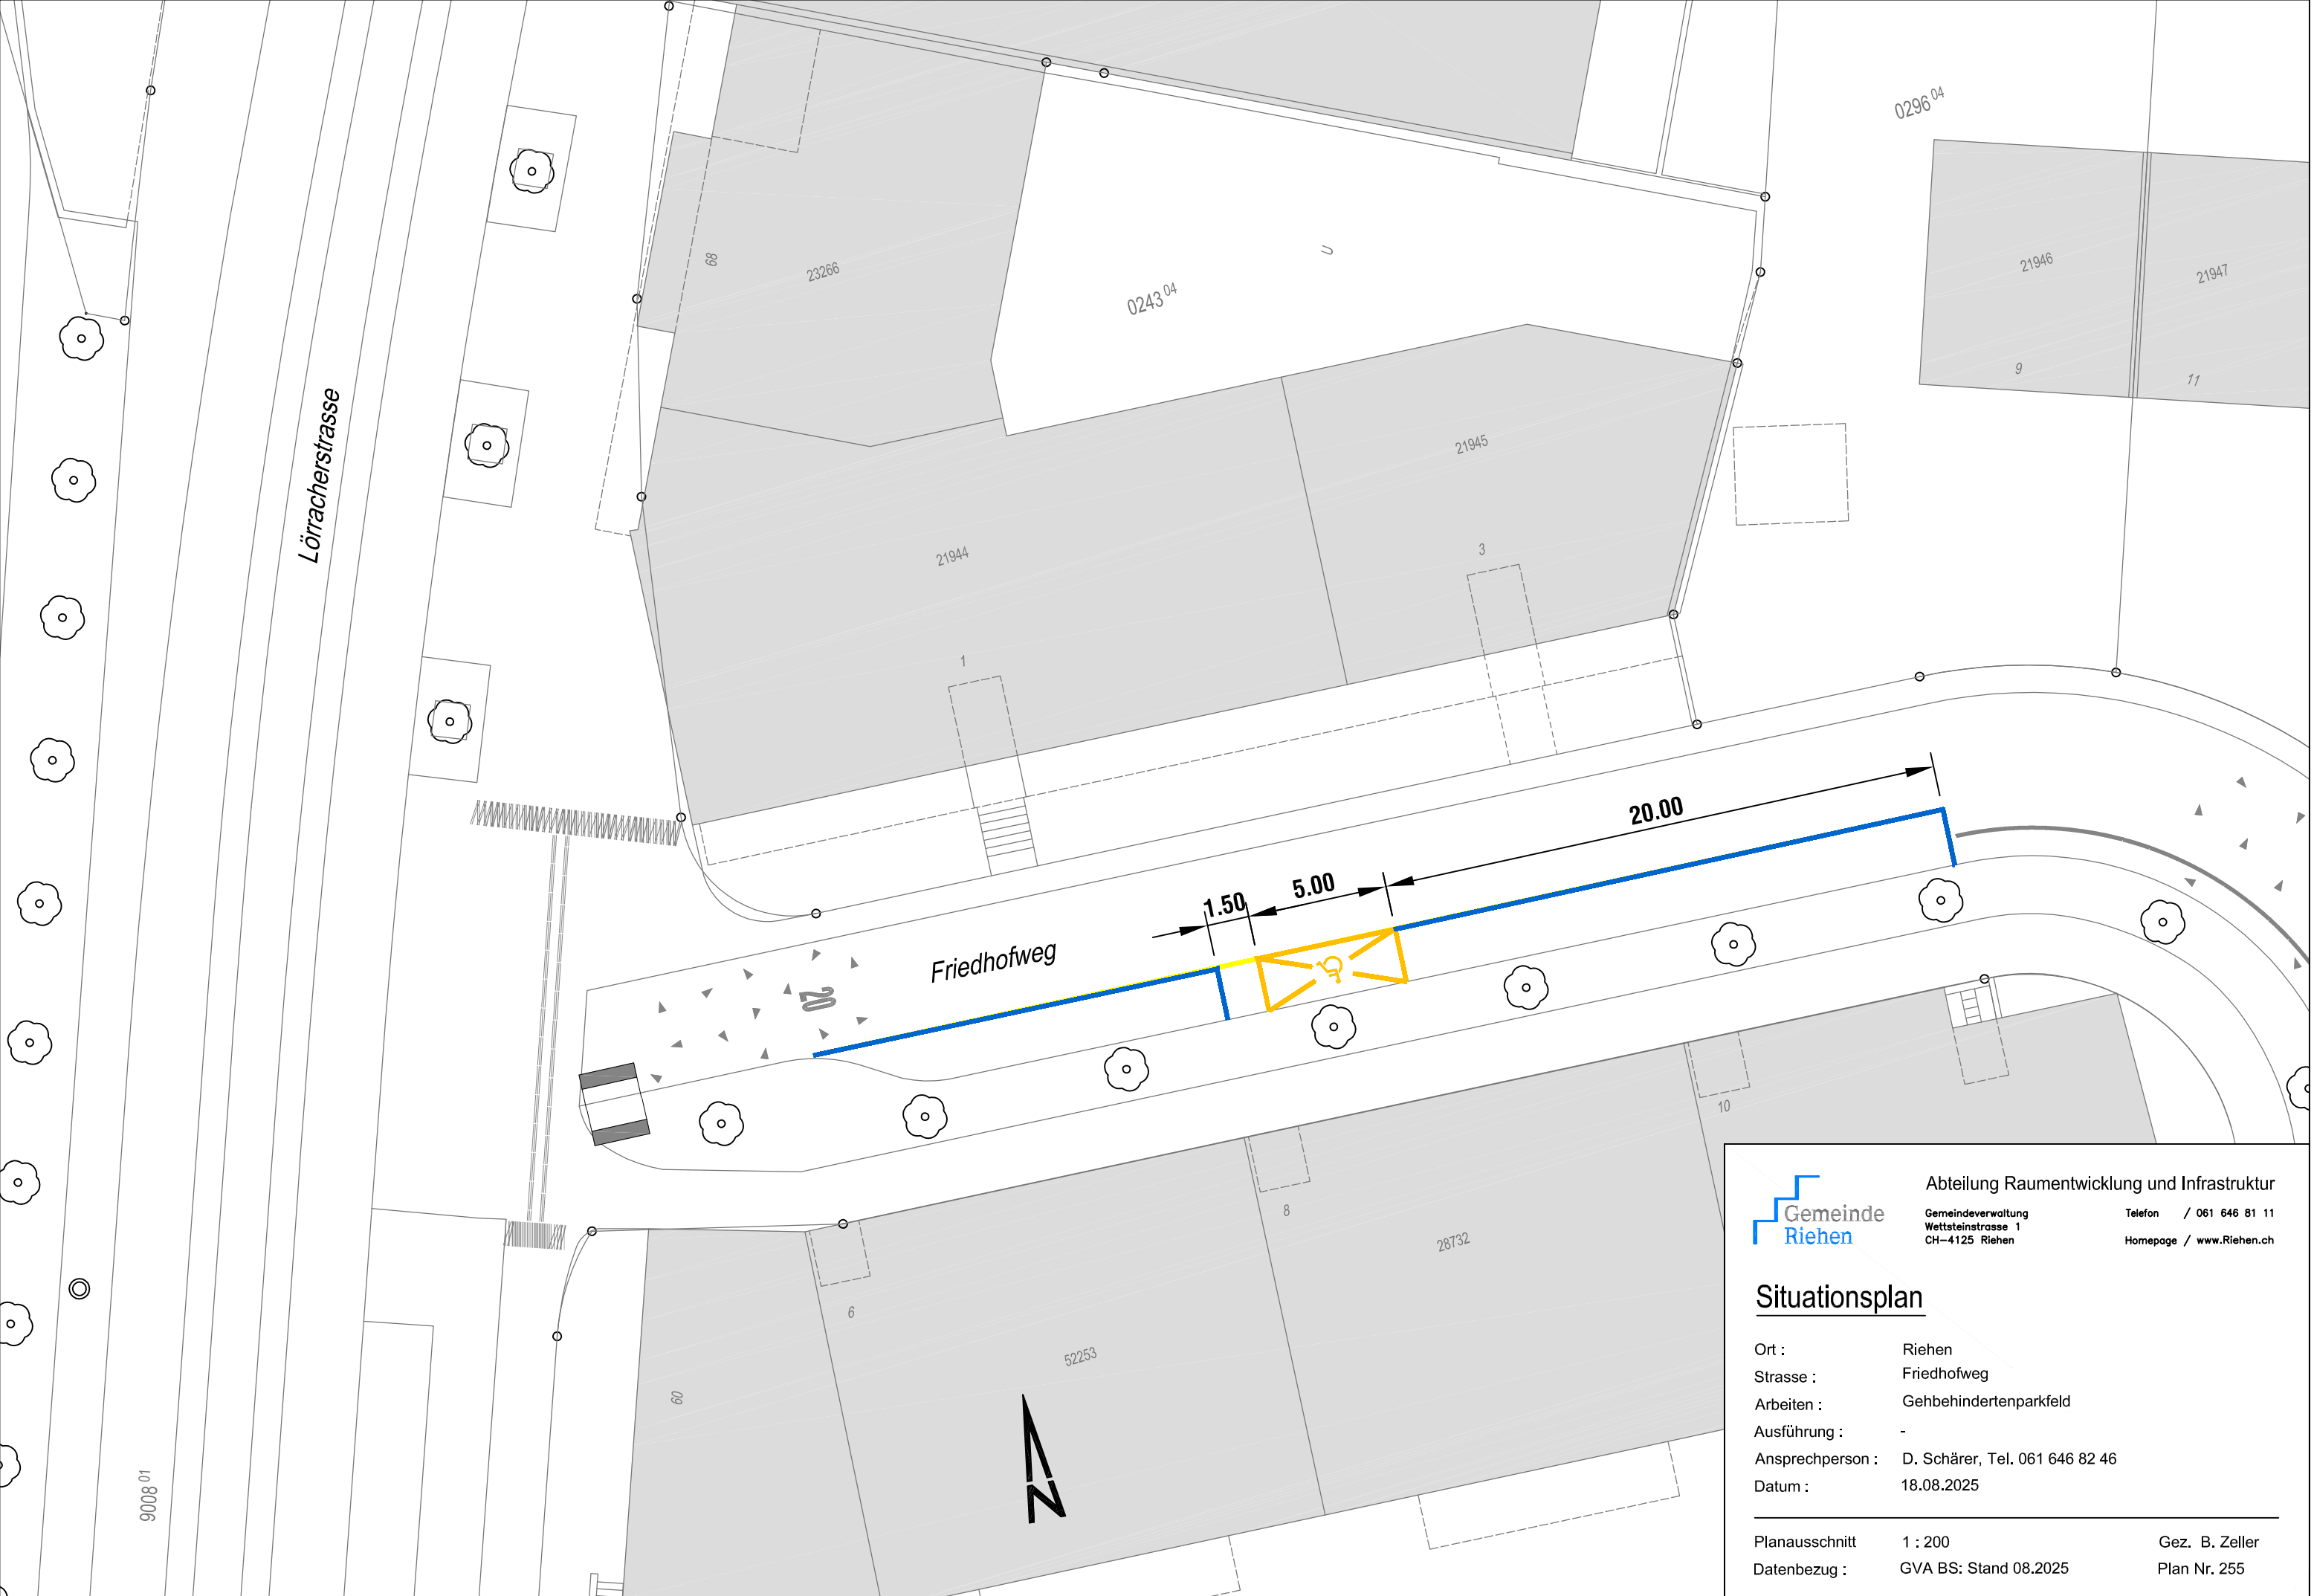 0296 04
68
23266
U
0243 04
21946
21947
9
11
Lörracherstrasse
21945
21944
3
1
20.00
5.00
1.50
Friedhofweg
20
10
8
28732
6
52253
60
9008 01
N
Gemeinde
Riehen
Abteilung Raumentwicklung und Infrastruktur
Gemeindeverwaltung Telefon / 061 646 81 11
Wettsteinstrasse 1
CH-4125 Riehen Homepage / www.Riehen.ch
Situationsplan
Ort : Riehen
Strasse : Friedhofweg
Arbeiten : Gehbehindertenparkfeld
Ausführung : -
Ansprechperson : D. Schärer, Tel. 061 646 82 46
Datum : 18.08.2025
Planausschnitt 1 : 200 Gez. B. Zeller
Datenbezug : GVA BS: Stand 08.2025 Plan Nr. 255